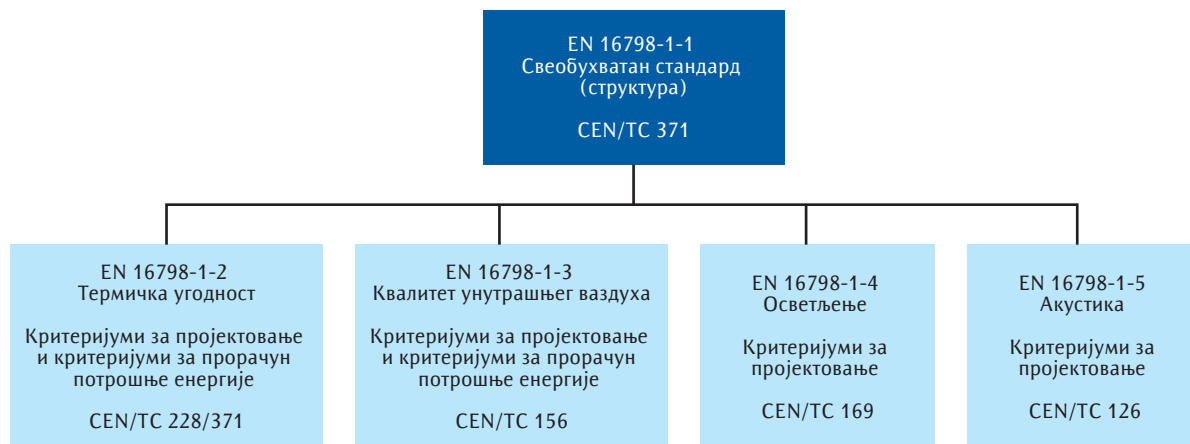 EN 16798-1-1
Свеобухватан стандард
(структура)
CEN/TC 371
EN 16798-1-2
Термичка угодност
Критеријуми за пројектовање
и критеријуми за прорачун
потрошње енергије
CEN/TC 228/371
EN 16798-1-3
Квалитет унутрашњег ваздуха
Критеријуми за пројектовање
и критеријуми за прорачун
потрошње енергије
CEN/TC 156
EN 16798-1-4
Осветљење
Критеријуми за
пројектовање
CEN/TC 169
EN 16798-1-5
Акустика
Критеријуми за
пројектовање
CEN/TC 126